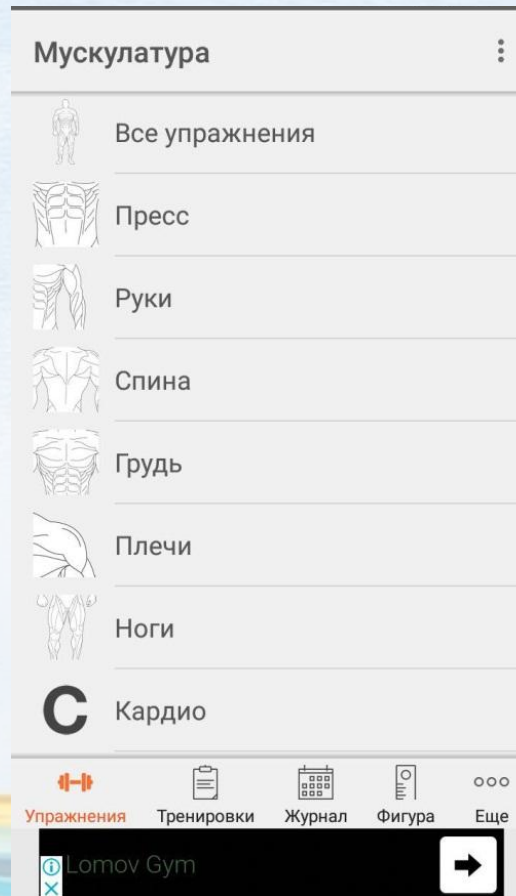 Мускулатура
Все упражнения
Пресс
Руки
Спина
Грудь
Плечи
Ноги
C
Кардио
Упражнения Тренировки Журнал Фигура Еще
Lomov Gym